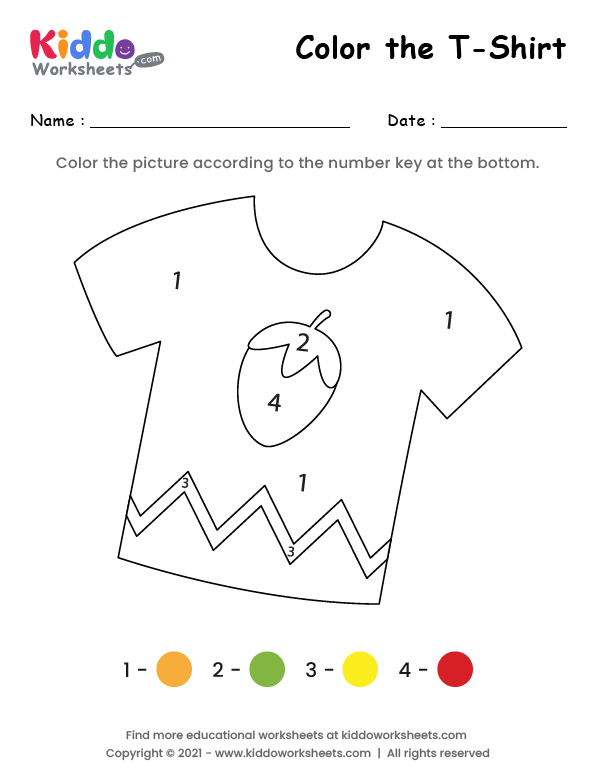 Kiddo
Worksheets .com
Color the T-Shirt
Name : Date :
Color the picture according to the number key at the bottom.
1
1
2
4
1
3
3
1 - 2 - 3 - 4 -
Find more educational worksheets at kiddoworksheets.com
Copyright © 2021 - www.kiddoworksheets.com | All rights reserved